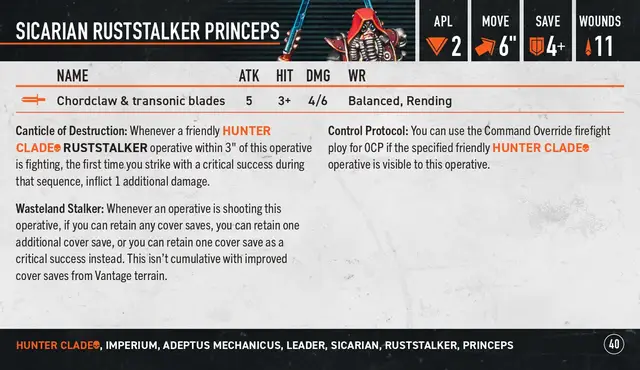 SICARIAN RUSTSTALKER PRINCEPS
APL MOVE SAVE WOUNDS
2 6" 4+ 11
NAME ATK HIT DMG WR
Chordclaw & transonic blades 5 3+ 4/6 Balanced, Rending
Canticle of Destruction: Whenever a friendly HUNTER
CLADE RUSTSTALKER operative within 3" of this operative
is fighting, the first time you strike with a critical success during
that sequence, inflict 1 additional damage.
Wasteland Stalker: Whenever an operative is shooting this
operative, if you can retain any cover saves, you can retain one
additional cover save, or you can retain one cover save as a
critical success instead. This isn't cumulative with improved
cover saves from Vantage terrain.
Control Protocol: You can use the Command Override firefight
ploy for 0CP if the specified friendly HUNTER CLADE
operative is visible to this operative.
HUNTER CLADE, IMPERIUM, ADEPTUS MECHANICUS, LEADER, SICARIAN, RUSTSTALKER, PRINCEPS
40